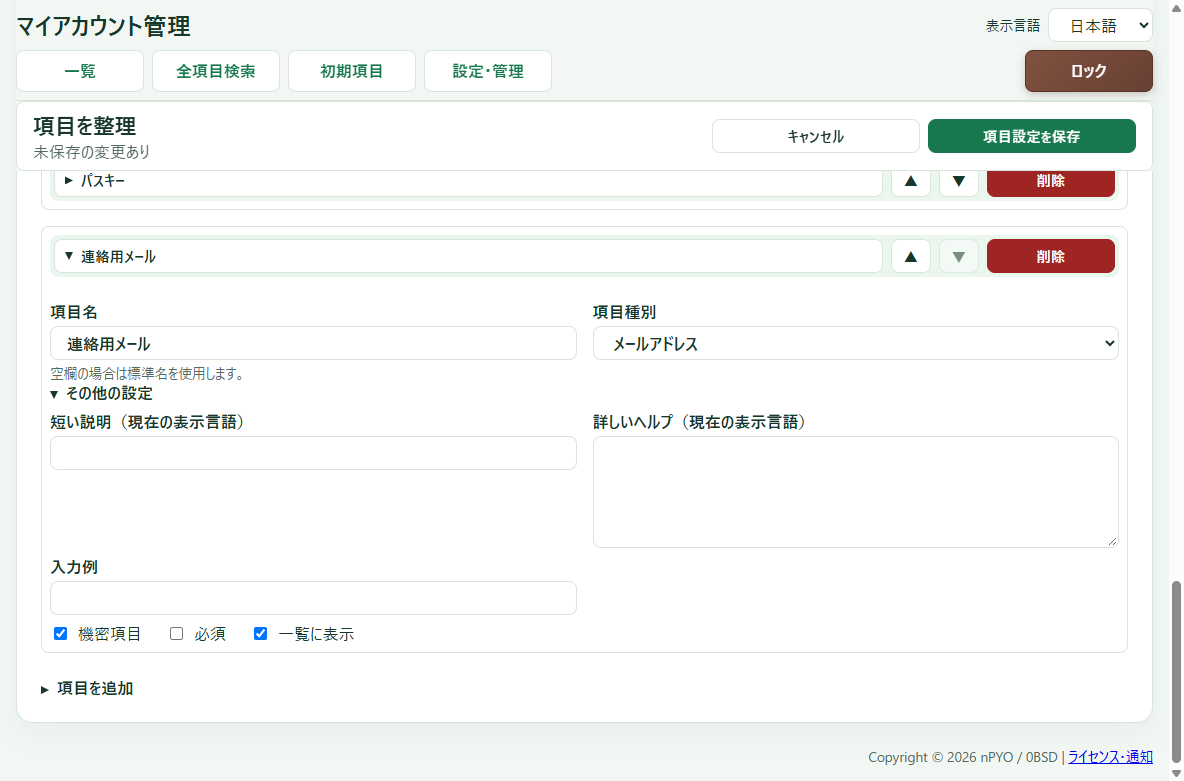 マイアカウント管理
表示言語 日本語
一覧 全項目検索 初期項目 設定・管理 ロック
項目を整理
未保存の変更あり
キャンセル 項目設定を保存
▶ パスキー ▲ ▼ 削除
▼ 連絡用メール ▲ ▼ 削除
項目名 項目種別
連絡用メール メールアドレス
空欄の場合は標準名を使用します。
▼ その他の設定
短い説明（現在の表示言語） 詳しいヘルプ（現在の表示言語）
入力例
機密項目 必須 一覧に表示
▶ 項目を追加
Copyright © 2026 nPYO / 0BSD | ライセンス・通知